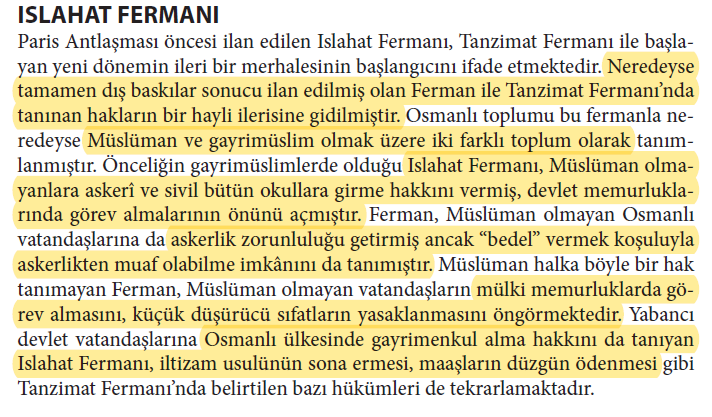 ISLAHAT FERMANI
Paris Antlaşması öncesi ilan edilen Islahat Fermanı, Tanzimat Fermanı ile başla-
yan yeni dönemin ileri bir merhalesinin başlangıcını ifade etmektedir. Neredeyse
tamamen dış baskılar sonucu ilan edilmiş olan Ferman ile Tanzimat Fermanı’nda
tanınan hakların bir hayli ilerisine gidilmiştir. Osmanlı toplumu bu fermanla ne-
redeyse Müslüman ve gayrimüslim olmak üzere iki farklı toplum olarak tanım-
lanmıştır. Önceliğin gayrimüslimlerde olduğu Islahat Fermanı, Müslüman olma-
yanlara askerî ve sivil bütün okullara girme hakkını vermiş, devlet memurlukla-
rında görev almalarının önünü açmıştır. Ferman, Müslüman olmayan Osmanlı
vatandaşlarına da askerlik zorunluluğu getirmiş ancak “bedel” vermek koşuluyla
askerlikten muaf olabilme imkânını da tanımıştır. Müslüman halka böyle bir hak
tanımayan Ferman, Müslüman olmayan vatandaşların mülki memurluklarda gö-
rev almasını, küçük düşürücü sıfatların yasaklanmasını öngörmektedir. Yabancı
devlet vatandaşlarına Osmanlı ülkesinde gayrimenkul alma hakkını da tanıyan
Islahat Fermanı, iltizam usulünün sona ermesi, maaşların düzgün ödenmesi gibi
Tanzimat Fermanı’nda belirtilen bazı hükümleri de tekrarlamaktadır.